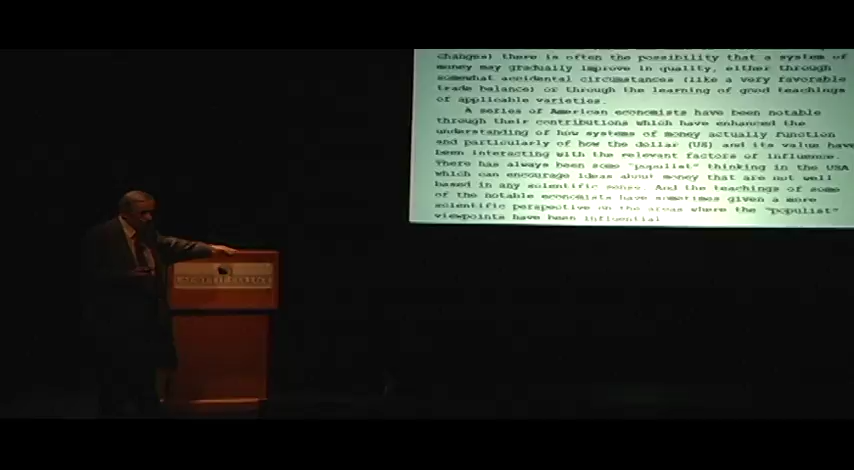 changes) there is often the possibility that a system of
money may gradually improve in quality, either through
somewhat accidental circumstances (like a very favorable
trade balance) or through the learning of good teachings
of applicable varieties.
A series of American economists have been notable
through their contributions which have enhanced the
understanding of how systems of money actually function
and particularly of how the dollar (US) and its value have
been interacting with the relevant factors of influence.
There has always been some "populist" thinking in the USA
which can encourage ideas about money that are not well
based in any scientific sense. And the teachings of some
of the notable economists have sometimes given a more
scientific perspective on the areas where the "populist"
viewpoints have been influential